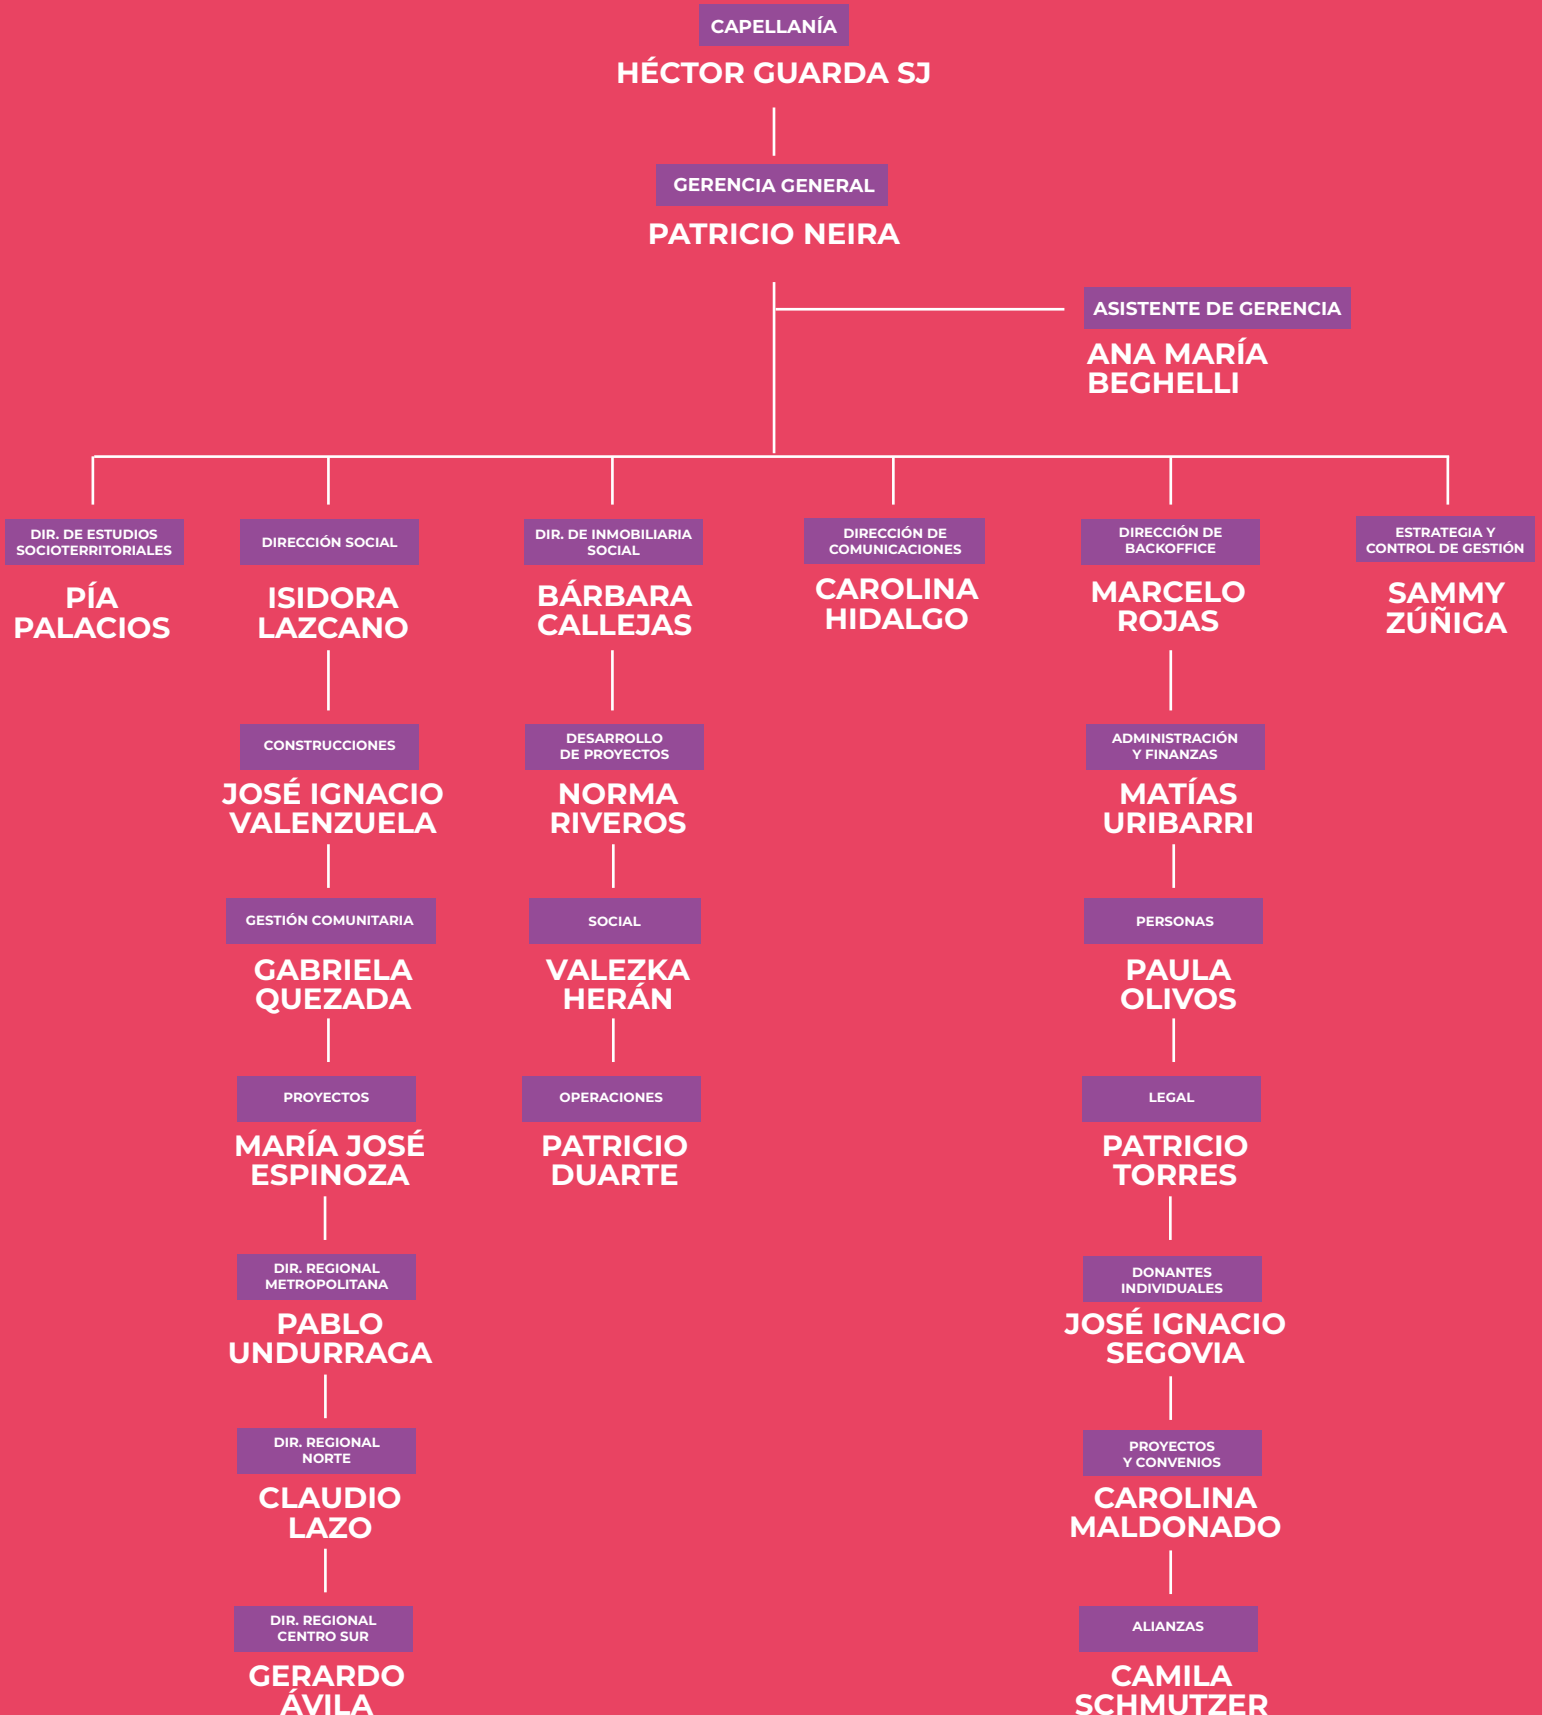 CAPELLANÍA
HÉCTOR GUARDA SJ
GERENCIA GENERAL
PATRICIO NEIRA
ASISTENTE DE GERENCIA
ANA MARÍA
BEGHELLI
DIR. DE ESTUDIOS
SOCIOTERRITORIALES
PÍA
PALACIOS
DIRECCIÓN SOCIAL
ISIDORA
LAZCANO
CONSTRUCCIONES
JOSÉ IGNACIO
VALENZUELA
GESTIÓN COMUNITARIA
GABRIELA
QUEZADA
PROYECTOS
MARÍA JOSÉ
ESPINOZA
DIR. REGIONAL
METROPOLITANA
PABLO
UNDURRAGA
DIR. REGIONAL
NORTE
CLAUDIO
LAZO
DIR. REGIONAL
CENTRO SUR
GERARDO
ÁVILA
DIR. DE INMOBILIARIA
SOCIAL
BÁRBARA
CALLEJAS
DESARROLLO
DE PROYECTOS
NORMA
RIVEROS
SOCIAL
VALEZKA
HERÁN
OPERACIONES
PATRICIO
DUARTE
DIRECCIÓN DE
COMUNICACIONES
CAROLINA
HIDALGO
DIRECCIÓN DE
BACKOFFICE
MARCELO
ROJAS
ADMINISTRACIÓN
Y FINANZAS
MATÍAS
URIBARRI
PERSONAS
PAULA
OLIVOS
LEGAL
PATRICIO
TORRES
DONANTES
INDIVIDUALES
JOSÉ IGNACIO
SEGOVIA
PROYECTOS
Y CONVENIOS
CAROLINA
MALDONADO
ALIANZAS
CAMILA
SCHMUTZER
ESTRATEGIA Y
CONTROL DE GESTIÓN
SAMMY
ZÚÑIGA